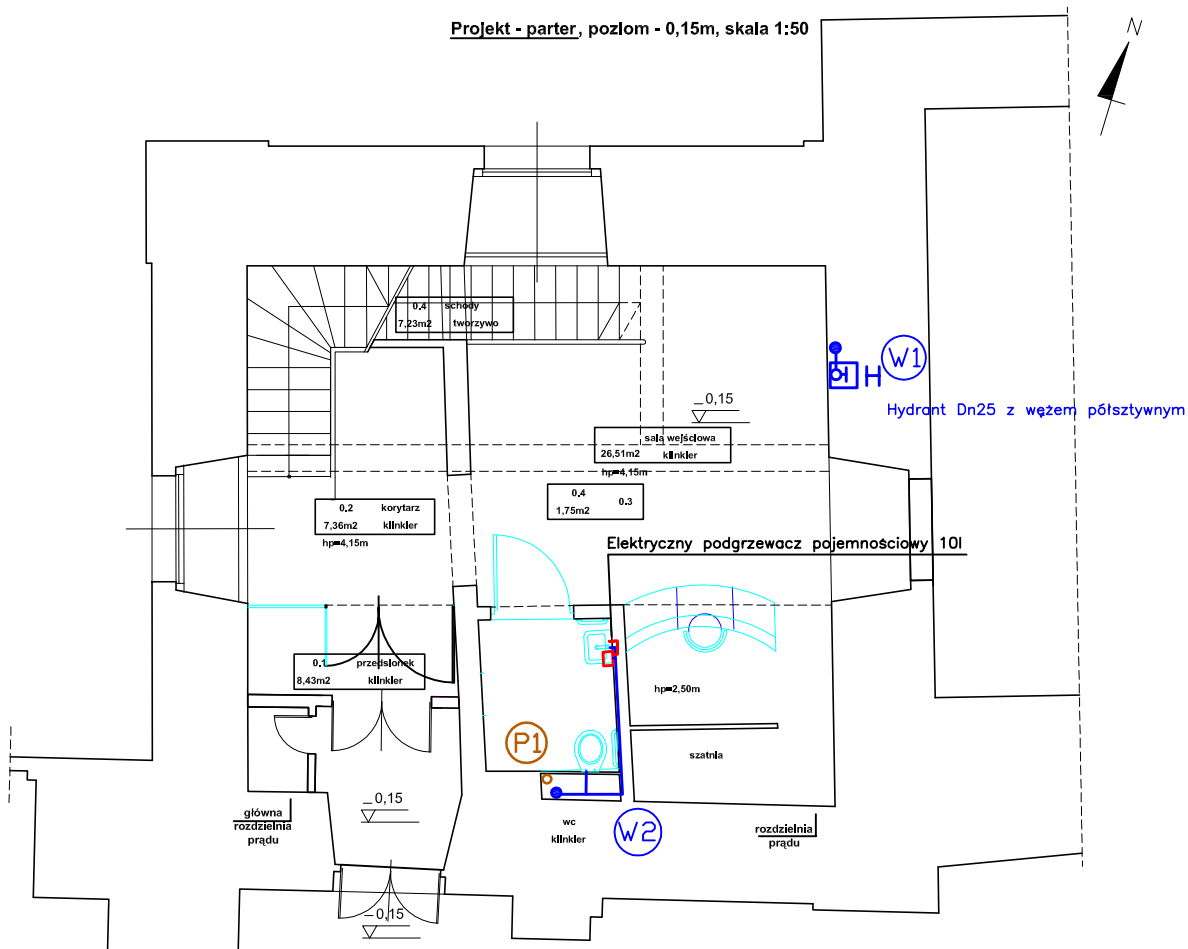 Projekt - parter, poziom - 0,15m, skala 1:50
N
0.4 schody
7,23m2 tworzywo
W1
H
Hydrant Dn25 z wężem półsztywnym
-0,15
sala wejściowa
26,51m2 klinkier
hp=4,15m
0.4
1,75m2 0.3
0.2 korytarz
7,36m2 klinkier
hp=4,15m
Elektryczny podgrzewacz pojemnościowy 10l
0.1 przedsionek
8,43m2 klinkier
hp=2,50m
P1
szatnia
-0,15
główna
rozdzielnia
prądu
wc
klinkier
W2
rozdzielnia
prądu
-0,15